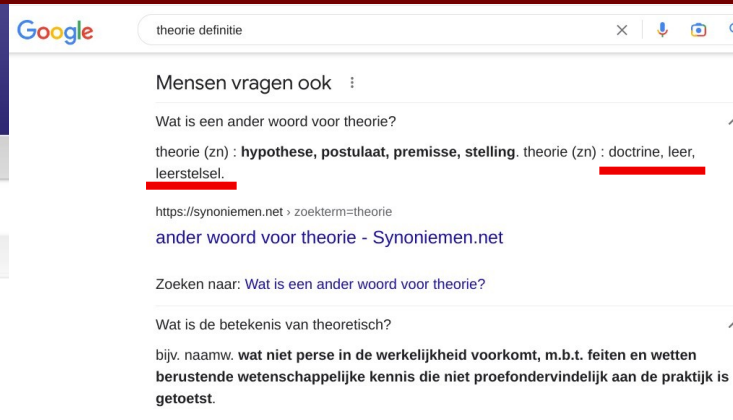 Google
theorie definitie
Mensen vragen ook
Wat is een ander woord voor theorie?
theorie (zn) : hypothese, postulaat, premisse, stelling. theorie (zn) : doctrine, leer,
leerstelsel.
https://synoniemen.net › zoekterm=theorie
ander woord voor theorie - Synoniemen.net
Zoeken naar: Wat is een ander woord voor theorie?
Wat is de betekenis van theoretisch?
bijv. naamw. wat niet perse in de werkelijkheid voorkomt, m.b.t. feiten en wetten
berustende wetenschappelijke kennis die niet proefondervindelijk aan de praktijk is
getoetst.